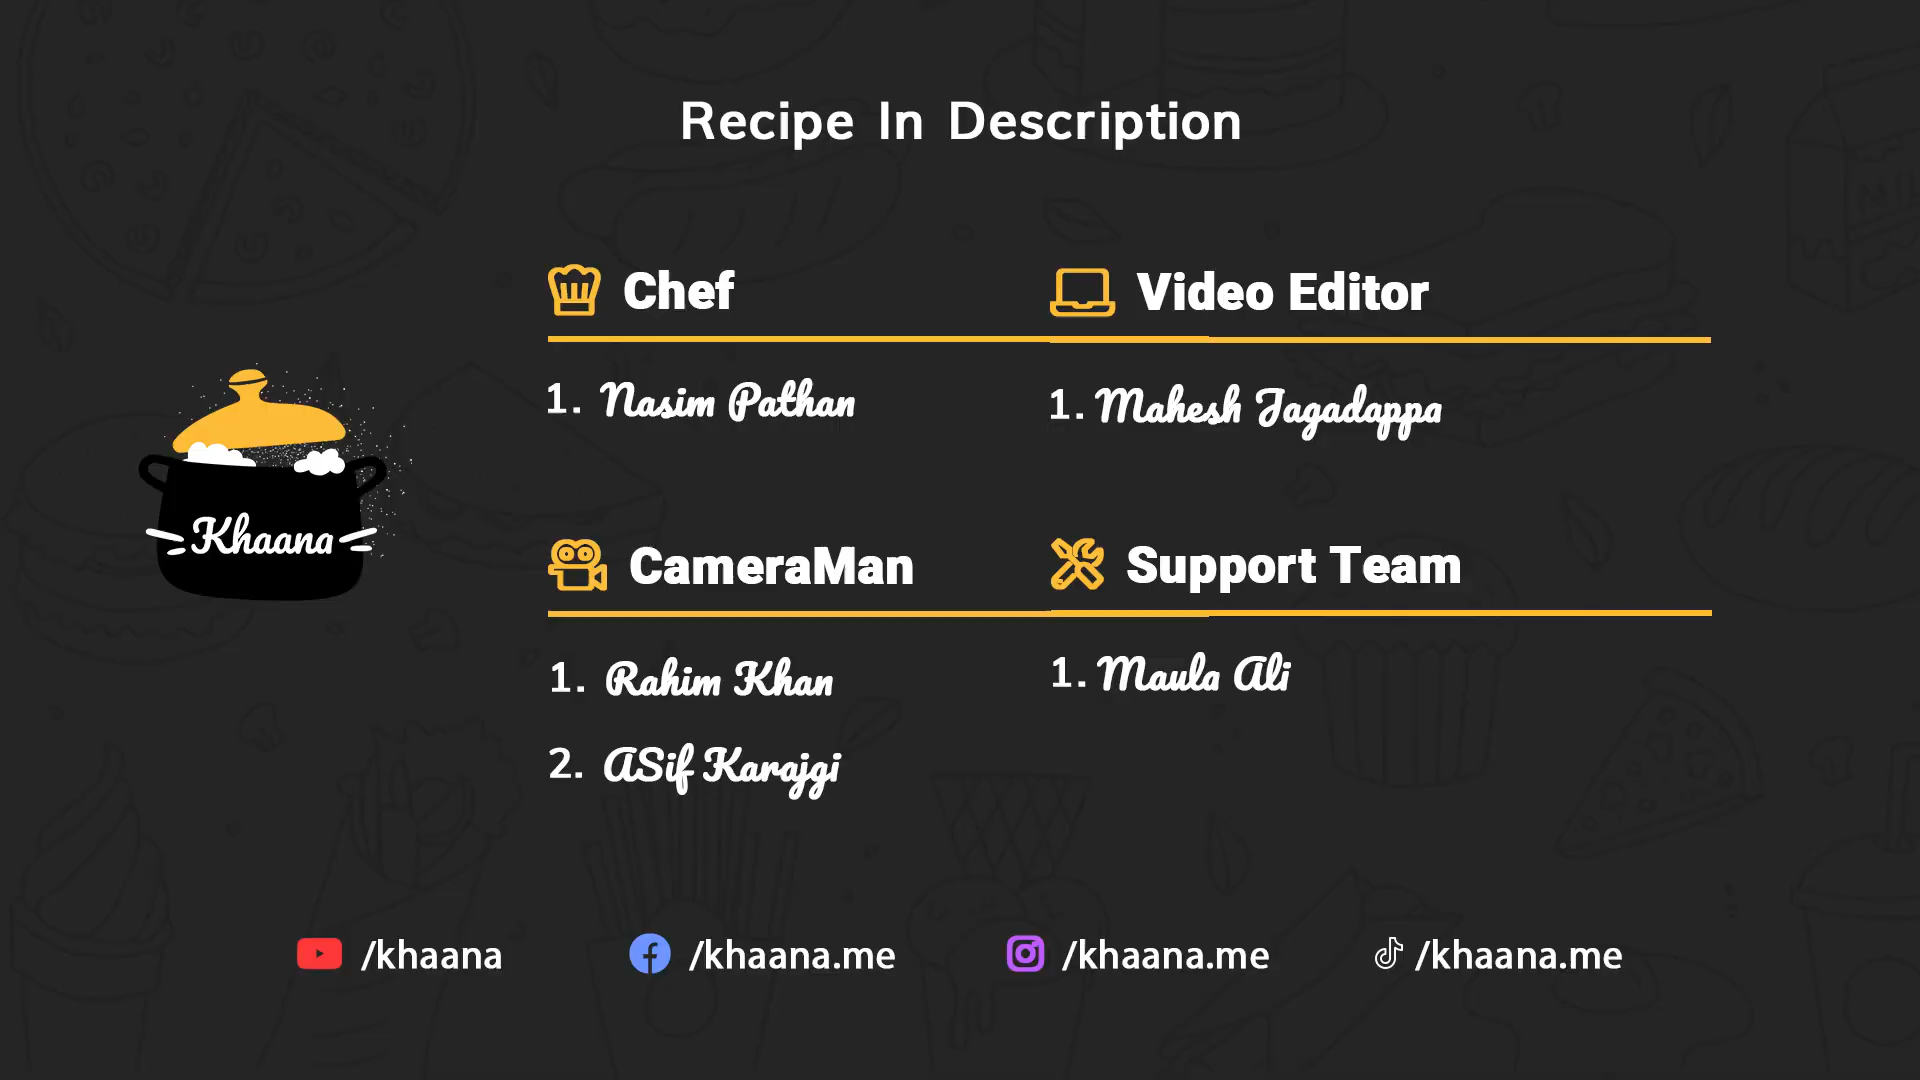 Recipe In Description
Chef
1. Nasim Pathan
Video Editor
1. Mahesh Jagadappa
Khaana
CameraMan
1. Rahim Khan
2. ASif Karajgi
Support Team
1. Maula Ali
/khaana
/khaana.me
/khaana.me
/khaana.me